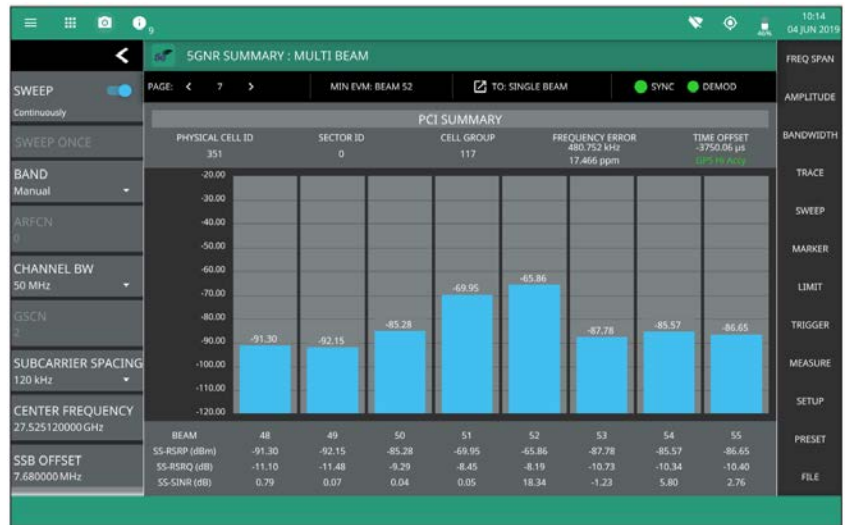 9
46%
10:14
04 JUN 2019
5GNR SUMMARY : MULTI BEAM
PAGE: < 7 >
MIN EVM: BEAM 52
TO: SINGLE BEAM
SYNC
DEMOD
SWEEP
Continuously
SWEEP ONCE
BAND
Manual
ARFCN
0
CHANNEL BW
50 MHz
GSCN
2
SUBCARRIER SPACING
120 kHz
CENTER FREQUENCY
27.525120000 GHz
SSB OFFSET
7.680000 MHz
PCI SUMMARY
PHYSICAL CELL ID SECTOR ID CELL GROUP FREQUENCY ERROR TIME OFFSET
351 0 117 480.752 kHz -3750.06 µs
17.466 ppm GPS Hi Accy
-20.00
-30.00
-40.00
-50.00
-60.00
-70.00
-80.00
-90.00
-100.00
-110.00
-120.00
-91.30 -92.15 -85.28 -69.95 -65.86 -87.78 -85.57 -86.65
BEAM 48 49 50 51 52 53 54 55
SS-RSRP (dBm) -91.30 -92.15 -85.28 -69.95 -65.86 -87.78 -85.57 -86.65
SS-RSRQ (dB) -11.10 -11.48 -9.29 -8.45 -8.19 -10.73 -10.34 -10.40
SS-SINR (dB) 0.79 0.07 0.04 0.05 18.34 -1.23 5.80 2.76
FREQ SPAN
AMPLITUDE
BANDWIDTH
TRACE
SWEEP
MARKER
LIMIT
TRIGGER
MEASURE
SETUP
PRESET
FILE